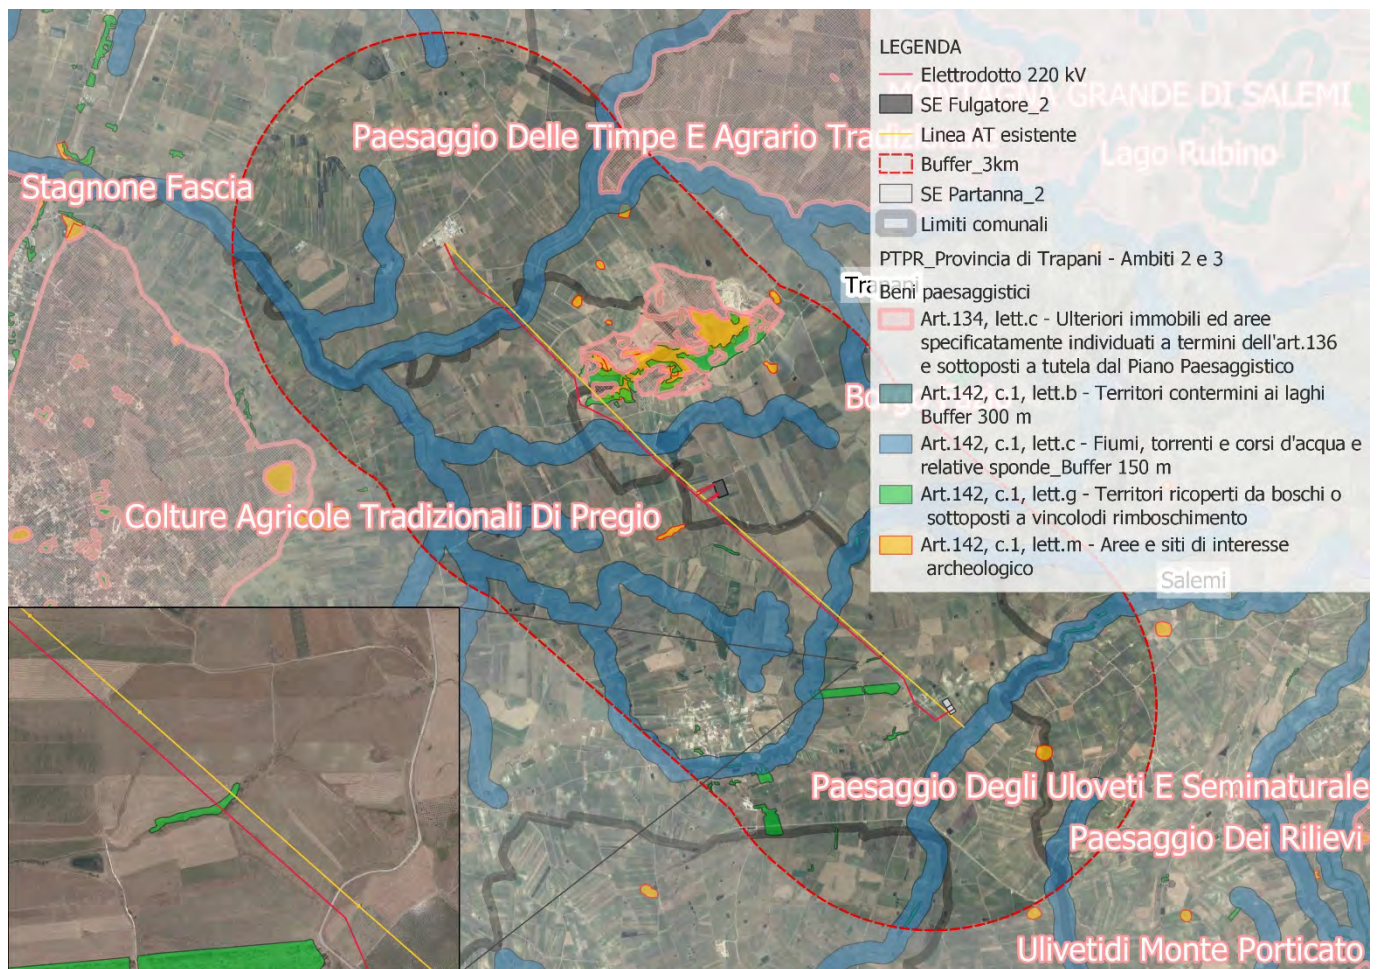 LEGENDA
Elettrodotto 220 kV
SE Fulgatore_2
Linea AT esistente
Buffer_3km
SE Partanna_2
Limiti comunali
PTPR_Provincia di Trapani - Ambiti 2 e 3
Beni paesaggistici
Art.134, lett.c - Ulteriori immobili ed aree
specificatamente individuati a termini dell'art.136
e sottoposti a tutela dal Piano Paesaggistico
Art.142, c.1, lett.b - Territori contermini ai laghi
Buffer 300 m
Art.142, c.1, lett.c - Fiumi, torrenti e corsi d'acqua e
relative sponde_Buffer 150 m
Art.142, c.1, lett.g - Territori ricoperti da boschi o
sottoposti a vincolodi rimboschimento
Art.142, c.1, lett.m - Aree e siti di interesse
archeologico
GRANDE DI SALEMI
Lago Rubino
Paesaggio Delle Timpe E Agrario
Stagnone Fascia
Trapani
Colture Agricole Tradizionali Di Pregio
Salemi
Paesaggio Degli Uloveti E Seminaturale
Paesaggio Dei Rilievi
Ulivetidi Monte Porticato